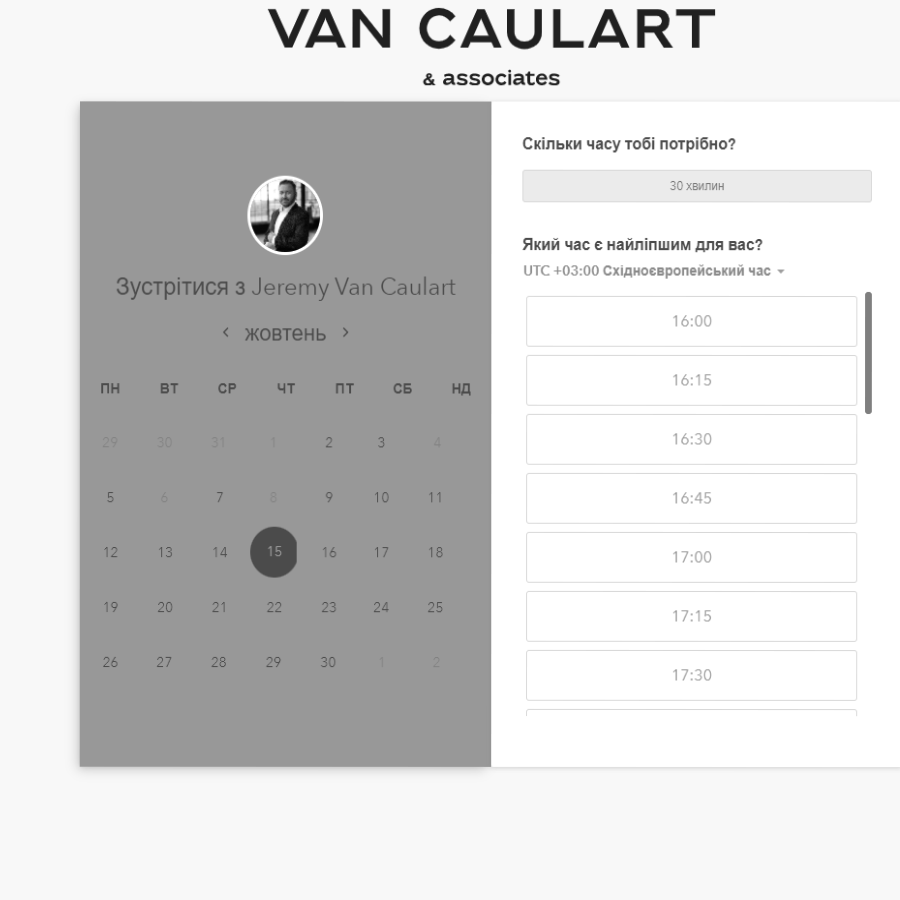 VAN CAULART
& associates
Зустрітися з Jeremy Van Caulart
жовтень
ПН ВТ СР ЧТ ПТ СБ НД
29 30 31 1 2 3 4
5 6 7 8 9 10 11
12 13 14 15 16 17 18
19 20 21 22 23 24 25
26 27 28 29 30 1 2
Скільки часу тобі потрібно?
30 хвилин
Який час є найліпшим для вас?
UTC +03:00 Східноєвропейський час
16:00
16:15
16:30
16:45
17:00
17:15
17:30